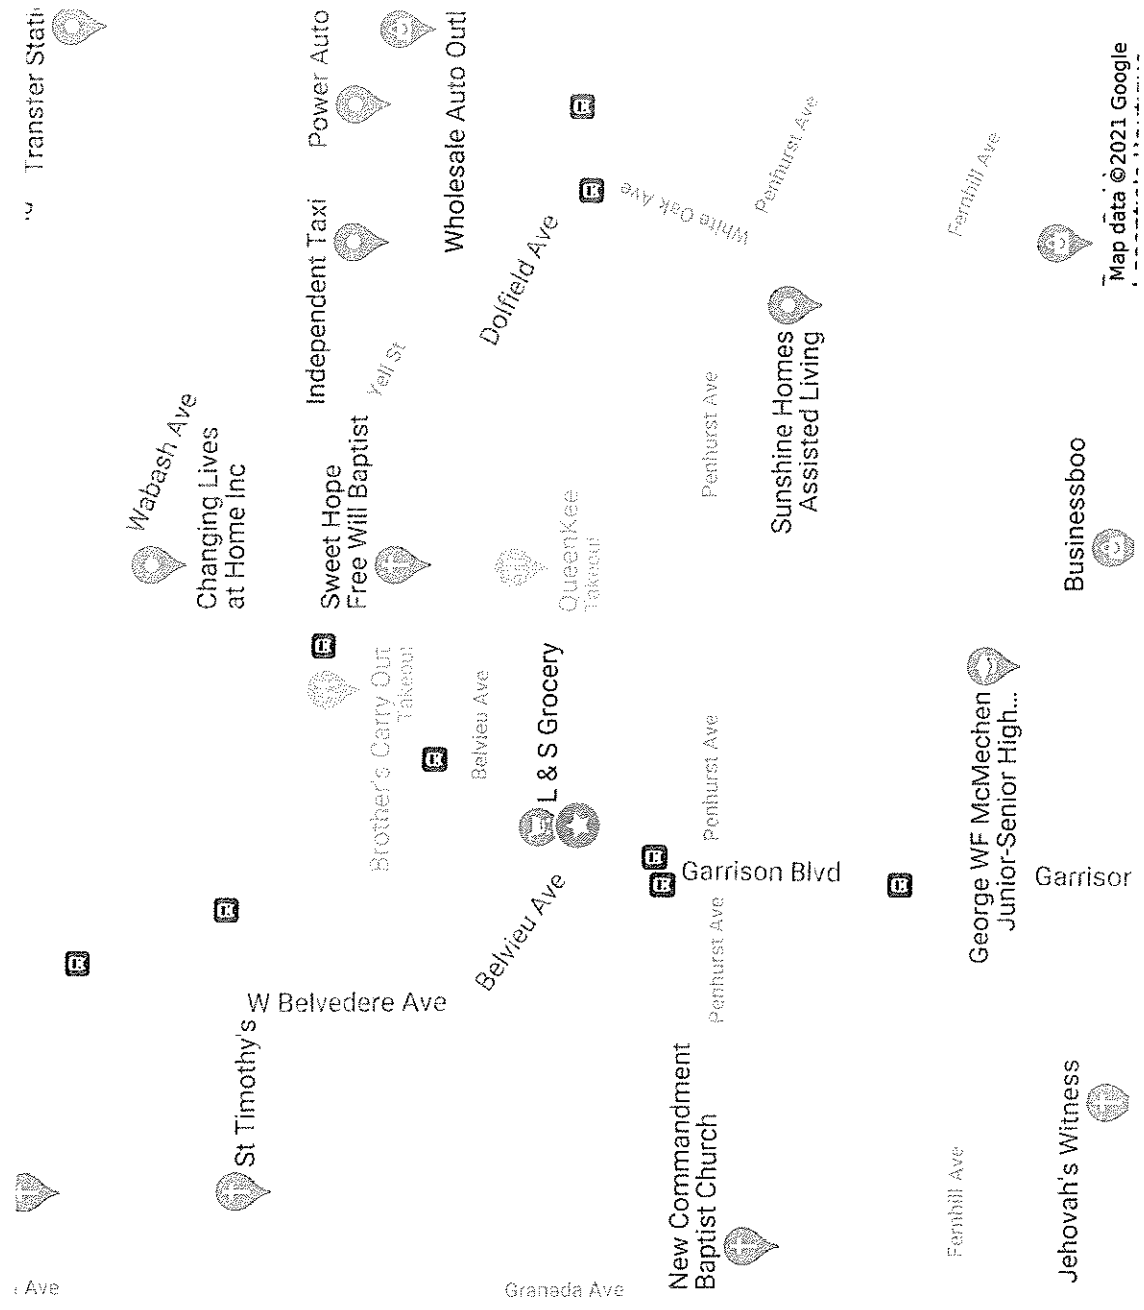 Transfer Stati
Power Auto
Wholesale Auto Outl
Independent Taxi
Yell St
Dolfield Ave
White Oak Ave
Penhurst Ave
Fernhill Ave
Map data ©2021 Google
Wabash Ave
Changing Lives
at Home Inc
Sweet Hope
Free Will Baptist
QueenKee
Takeout
Penhurst Ave
Sunshine Homes
Assisted Living
Businessboo
Brother's Carry Out
Takeout
Belvieu Ave
L & S Grocery
Penhurst Ave
George WF McMechen
Junior-Senior High...
Garrison Blvd
Garrisor
Belvieu Ave
Penhurst Ave
W Belvedere Ave
St Timothy's
New Commandment
Baptist Church
Fernhill Ave
Jehovah's Witness
Granada Ave
Ave